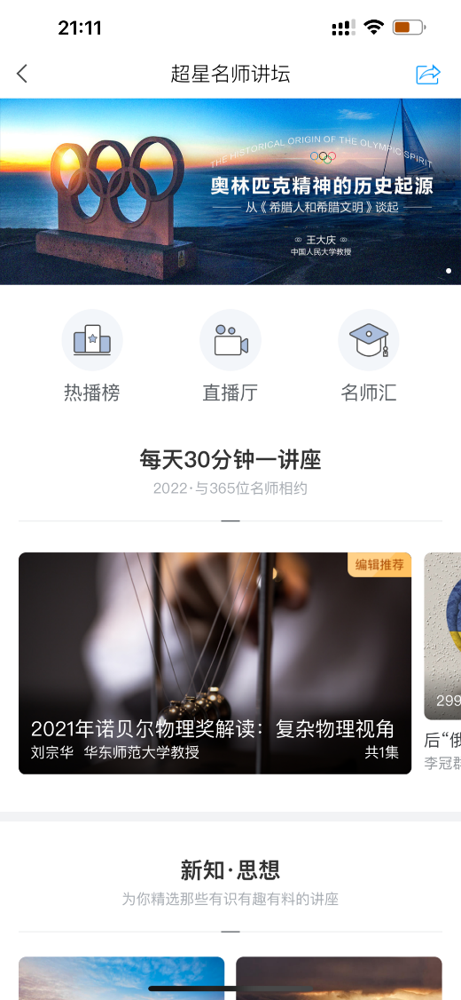 21:11
超星名师讲坛
THE HISTORICAL ORIGIN OF THE OLYMPIC SPIRIT
奥林匹克精神的历史起源
从《希腊人和希腊文明》谈起
王大庆
中国人民大学教授
热播榜
直播厅
名师汇
每天30分钟一讲座
2022·与365位名师相约
编辑推荐
2021年诺贝尔物理奖解读：复杂物理视角
刘宗华 华东师范大学教授
共1集
299
后“俄
李冠群
新知·思想
为你精选那些有识有趣有料的讲座